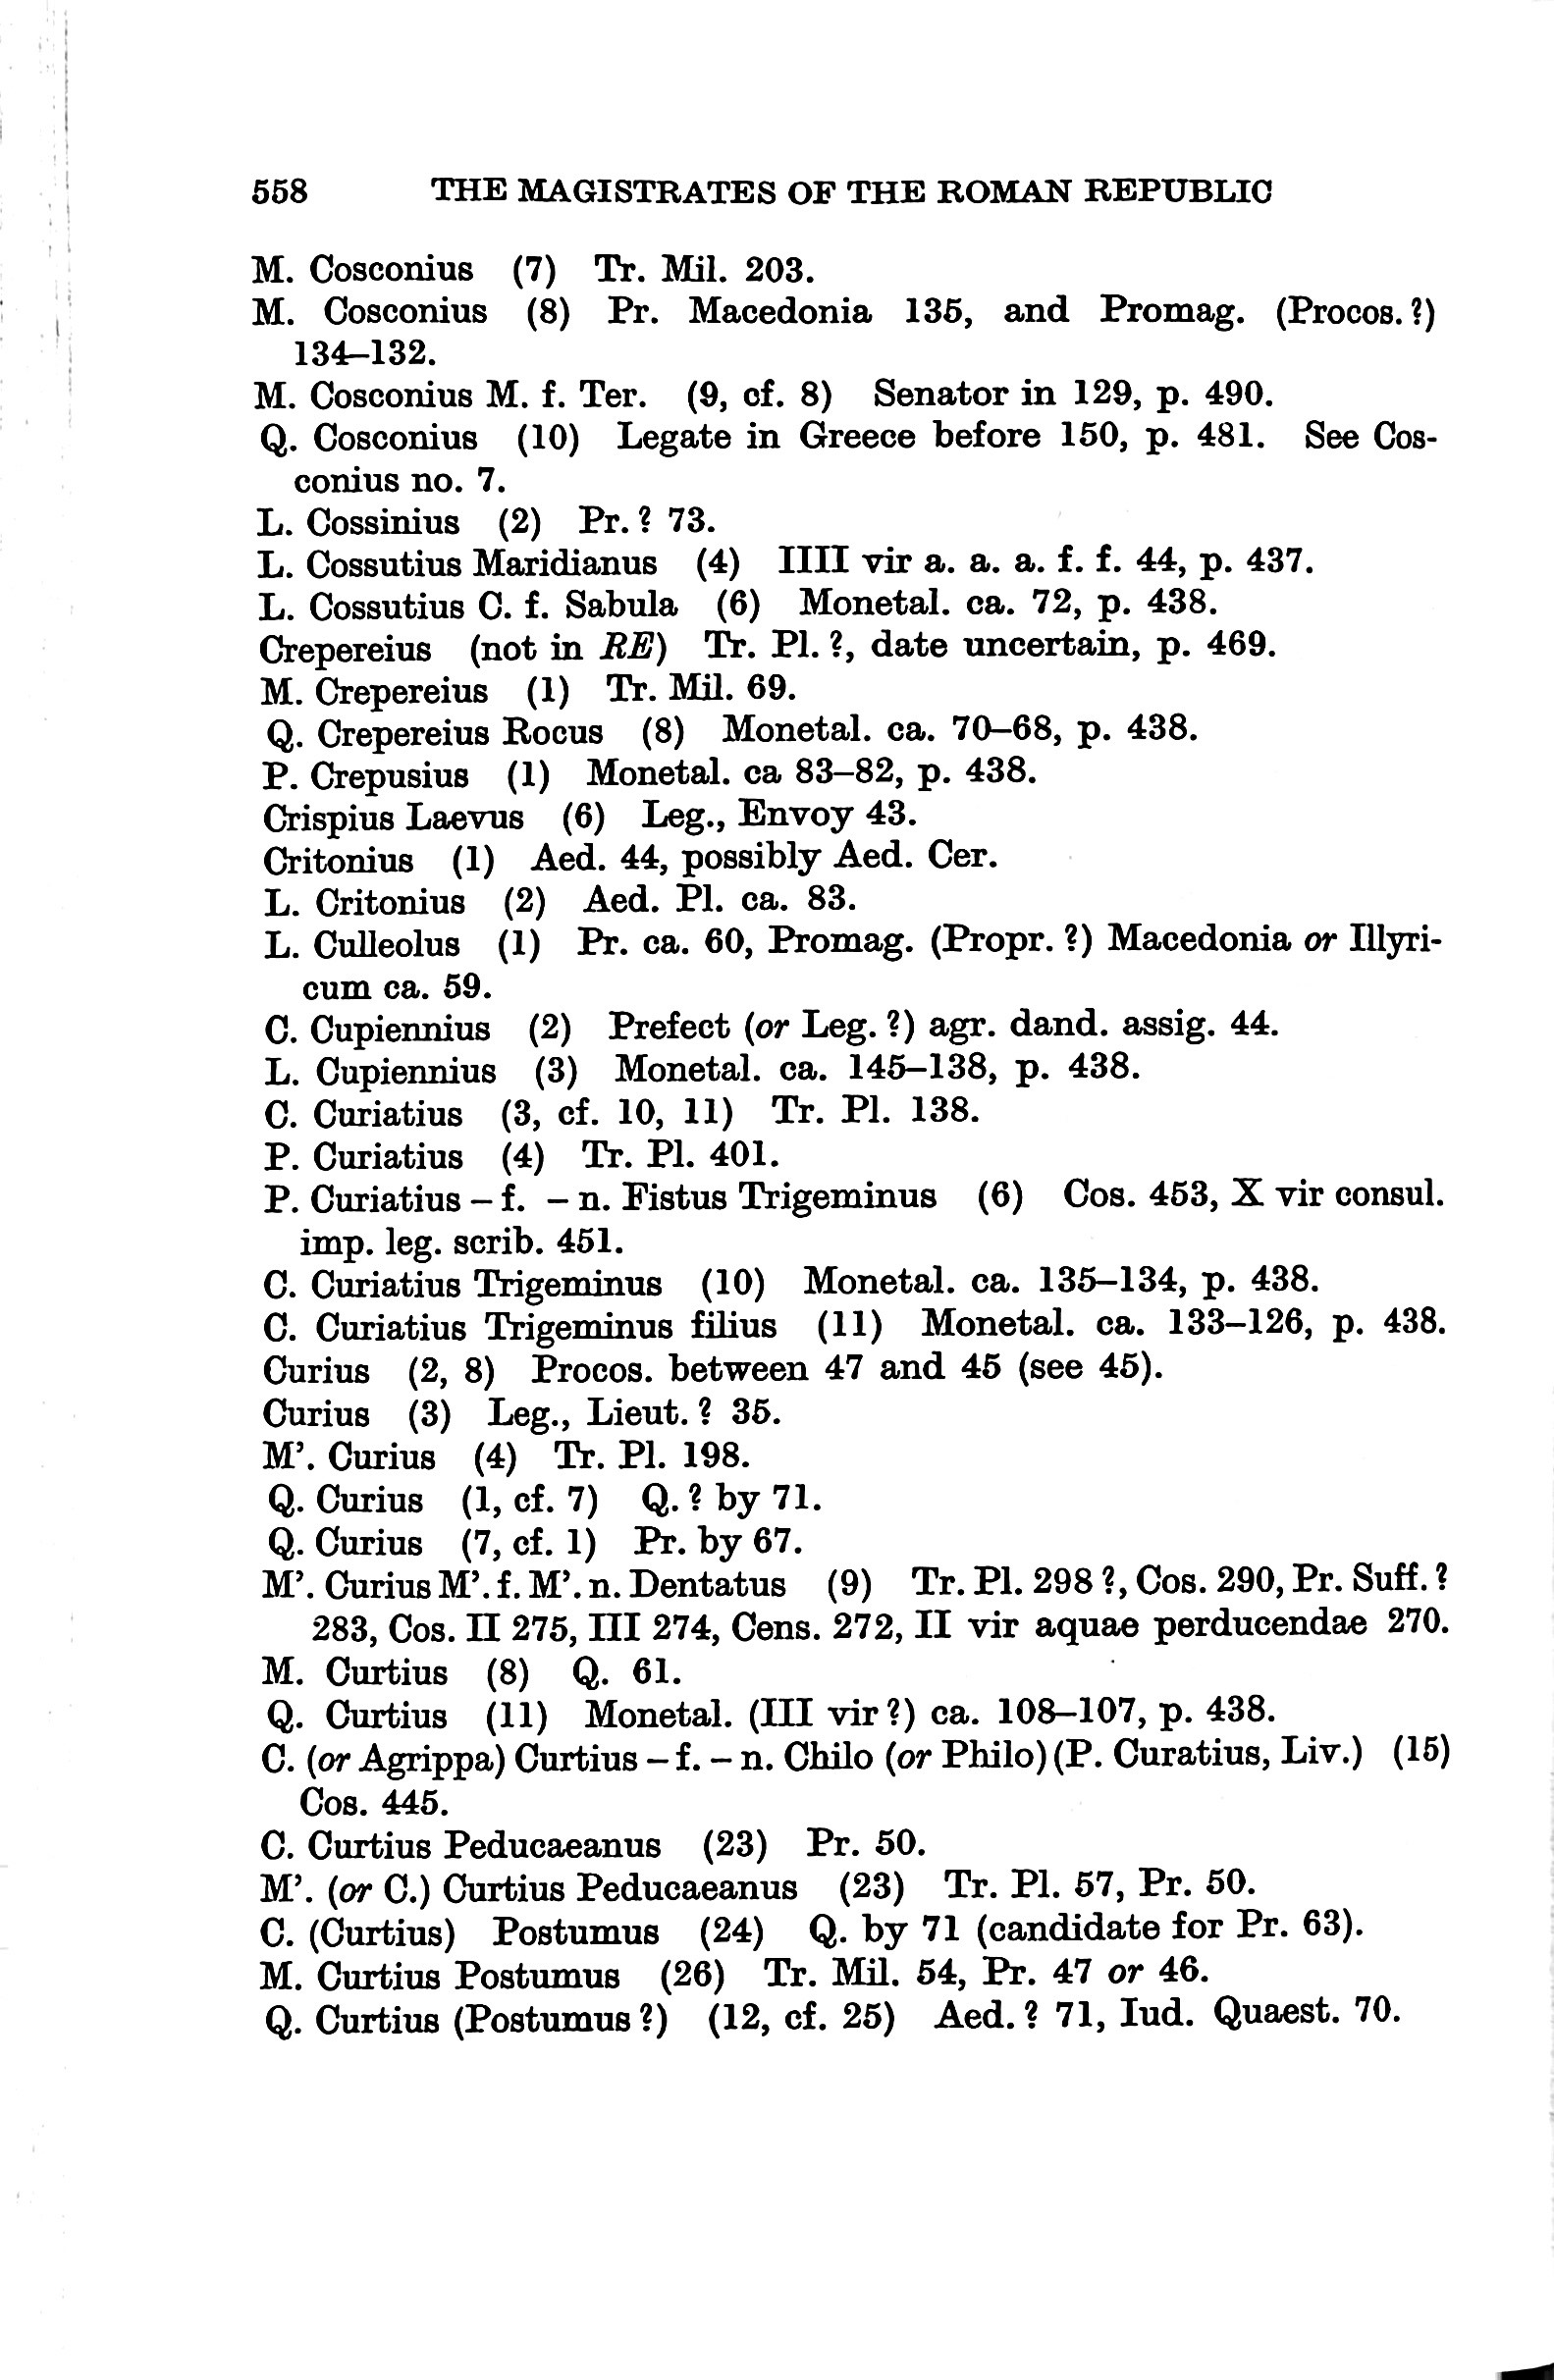 558 THE MAGISTRATES OF THE ROMAN REPUBLIC
M. Cosconius (7) Tr. Mil. 203.
M. Cosconius (8) Pr. Macedonia 135, and Promag. (Procos. ?)
134–132.
M. Cosconius M. f. Ter. (9, cf. 8) Senator in 129, p. 490.
Q. Cosconius (10) Legate in Greece before 150, p. 481. See Cos-
conius no. 7.
L. Cossinius (2) Pr. ? 73.
L. Cossutius Maridianus (4) IIII vir a. a. a. f. f. 44, p. 437.
L. Cossutius C. f. Sabula (6) Monetal. ca. 72, p. 438.
Crepereius (not in RE) Tr. Pl. ?, date uncertain, p. 469.
M. Crepereius (1) Tr. Mil. 69.
Q. Crepereius Rocus (8) Monetal. ca. 70–68, p. 438.
P. Crepusius (1) Monetal. ca 83–82, p. 438.
Crispius Laevus (6) Leg., Envoy 43.
Critonius (1) Aed. 44, possibly Aed. Cer.
L. Critonius (2) Aed. Pl. ca. 83.
L. Culleolus (1) Pr. ca. 60, Promag. (Propr. ?) Macedonia or Illyri-
cum ca. 59.
C. Cupiennius (2) Prefect (or Leg. ?) agr. dand. assig. 44.
L. Cupiennius (3) Monetal. ca. 145–138, p. 438.
C. Curiatius (3, cf. 10, 11) Tr. Pl. 138.
P. Curiatius (4) Tr. Pl. 401.
P. Curiatius – f. – n. Fistus Trigeminus (6) Cos. 453, X vir consul.
imp. leg. scrib. 451.
C. Curiatius Trigeminus (10) Monetal. ca. 135–134, p. 438.
C. Curiatius Trigeminus filius (11) Monetal. ca. 133–126, p. 438.
Curius (2, 8) Procos. between 47 and 45 (see 45).
Curius (3) Leg., Lieut. ? 35.
M’. Curius (4) Tr. Pl. 198.
Q. Curius (1, cf. 7) Q. ? by 71.
Q. Curius (7, cf. 1) Pr. by 67.
M’. Curius M’. f. M’. n. Dentatus (9) Tr. Pl. 298 ?, Cos. 290, Pr. Suff. ?
283, Cos. II 275, III 274, Cens. 272, II vir aquae perducendae 270.
M. Curtius (8) Q. 61.
Q. Curtius (11) Monetal. (III vir ?) ca. 108–107, p. 438.
C. (or Agrippa) Curtius – f. – n. Chilo (or Philo) (P. Curatius, Liv.) (15)
Cos. 445.
C. Curtius Peducaeanus (23) Pr. 50.
M’. (or C.) Curtius Peducaeanus (23) Tr. Pl. 57, Pr. 50.
C. (Curtius) Postumus (24) Q. by 71 (candidate for Pr. 63).
M. Curtius Postumus (26) Tr. Mil. 54, Pr. 47 or 46.
Q. Curtius (Postumus ?) (12, cf. 25) Aed. ? 71, Iud. Quaest. 70.